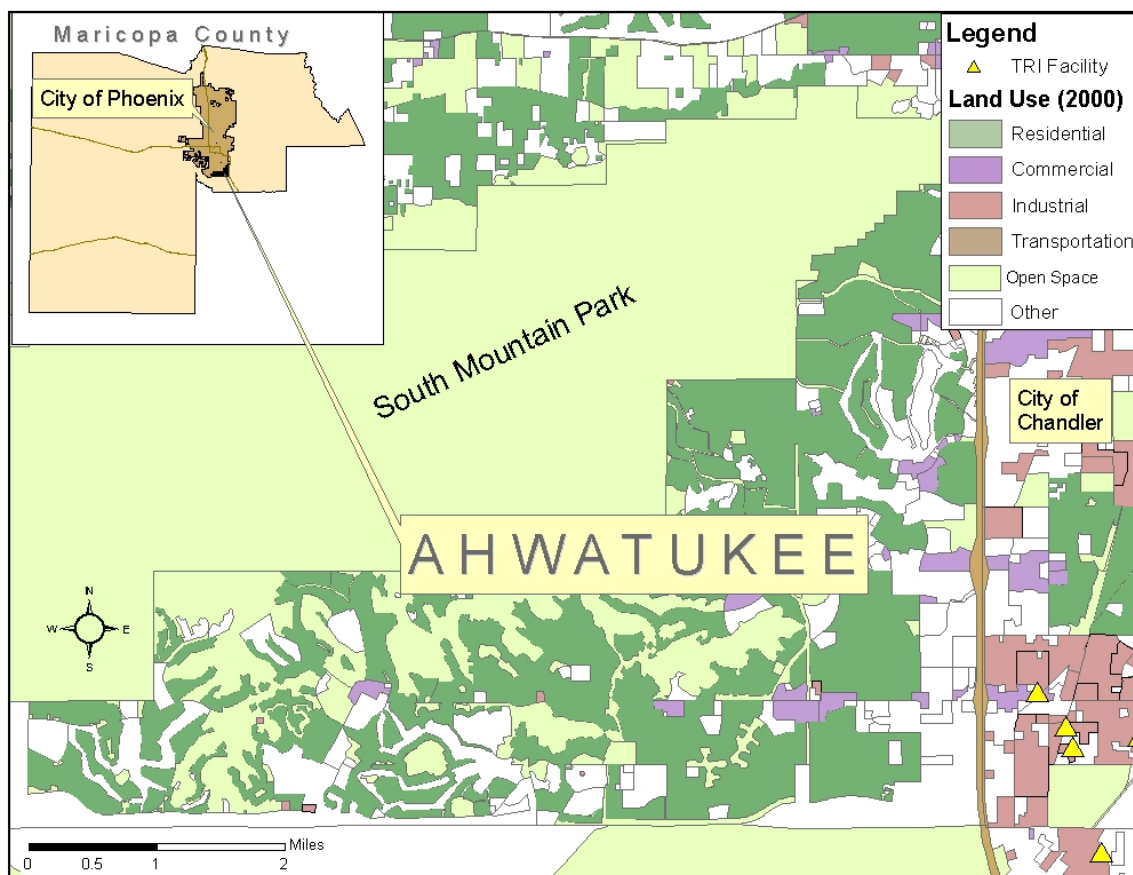 Maricopa County
City of Phoenix
Legend
TRI Facility
Land Use (2000)
Residential
Commercial
Industrial
Transportation
Open Space
Other
South Mountain Park
City of
Chandler
AHWATUKEE
N
W E
S
Miles
0 0.5 1 2